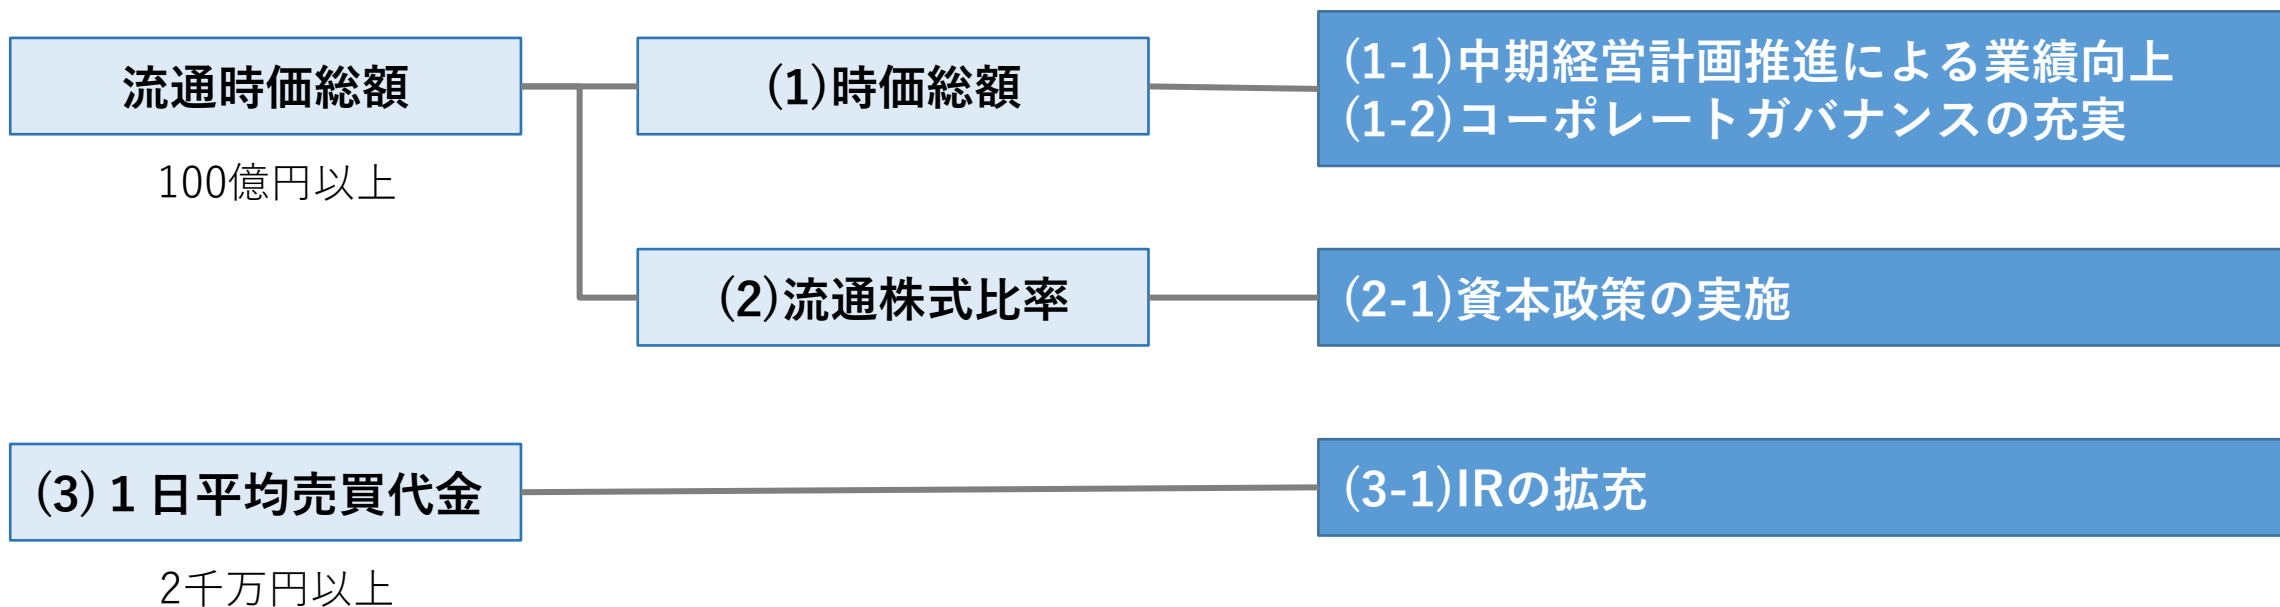 流通時価総額
100億円以上
(1)時価総額
(1-1)中期経営計画推進による業績向上
(1-2)コーポレートガバナンスの充実
(2)流通株式比率
(2-1)資本政策の実施
(3)1日平均売買代金
2千万円以上
(3-1)IRの拡充